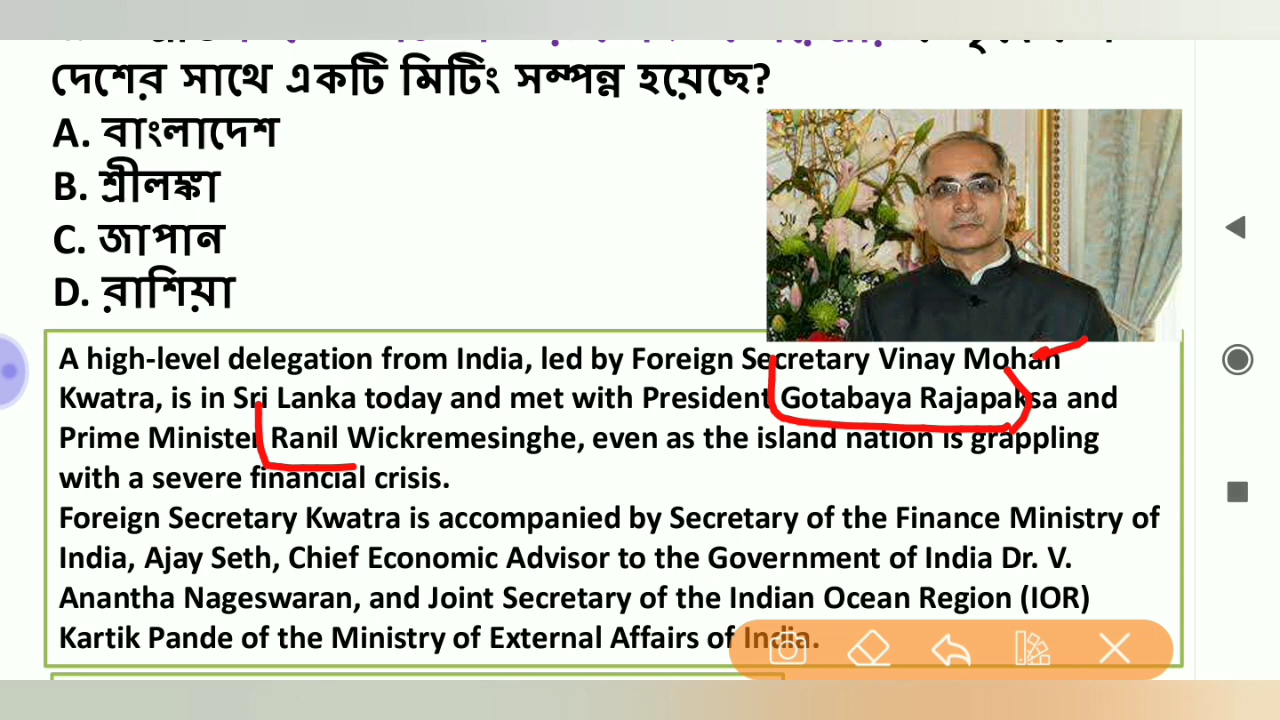 দেশের সাথে একটি মিটিং সম্পন্ন হয়েছে?
A. বাংলাদেশ
B. শ্রীলঙ্কা
C. জাপান
D. রাশিয়া
A high-level delegation from India, led by Foreign Secretary Vinay Mohan
Kwatra, is in Sri Lanka today and met with President Gotabaya Rajapaksa and
Prime Minister Ranil Wickremesinghe, even as the island nation is grappling
with a severe financial crisis.
Foreign Secretary Kwatra is accompanied by Secretary of the Finance Ministry of
India, Ajay Seth, Chief Economic Advisor to the Government of India Dr. V.
Anantha Nageswaran, and Joint Secretary of the Indian Ocean Region (IOR)
Kartik Pande of the Ministry of External Affairs of India.